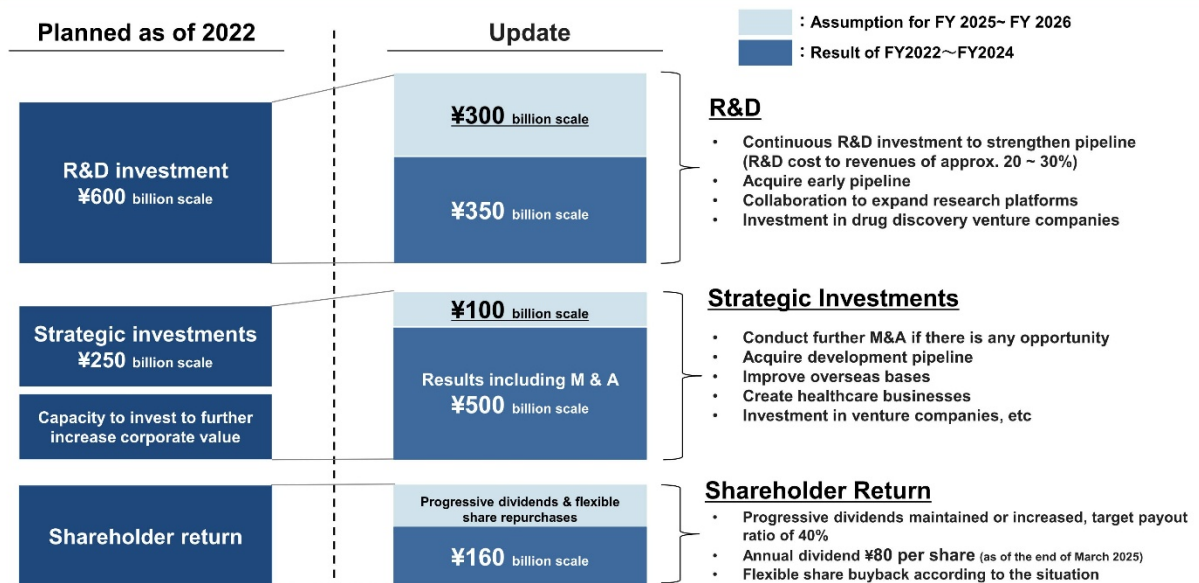 Planned as of 2022
Update
: Assumption for FY 2025~ FY 2026
: Result of FY2022～FY2024
R&D investment
¥600 billion scale
¥300 billion scale
¥350 billion scale
R&D
• Continuous R&D investment to strengthen pipeline
(R&D cost to revenues of approx. 20 ~ 30%)
• Acquire early pipeline
• Collaboration to expand research platforms
• Investment in drug discovery venture companies
Strategic investments
¥250 billion scale
Capacity to invest to further
increase corporate value
¥100 billion scale
Results including M & A
¥500 billion scale
Strategic Investments
• Conduct further M&A if there is any opportunity
• Acquire development pipeline
• Improve overseas bases
• Create healthcare businesses
• Investment in venture companies, etc
Shareholder return
Progressive dividends & flexible
share repurchases
¥160 billion scale
Shareholder Return
• Progressive dividends maintained or increased, target payout
ratio of 40%
• Annual dividend ¥80 per share (as of the end of March 2025)
• Flexible share buyback according to the situation